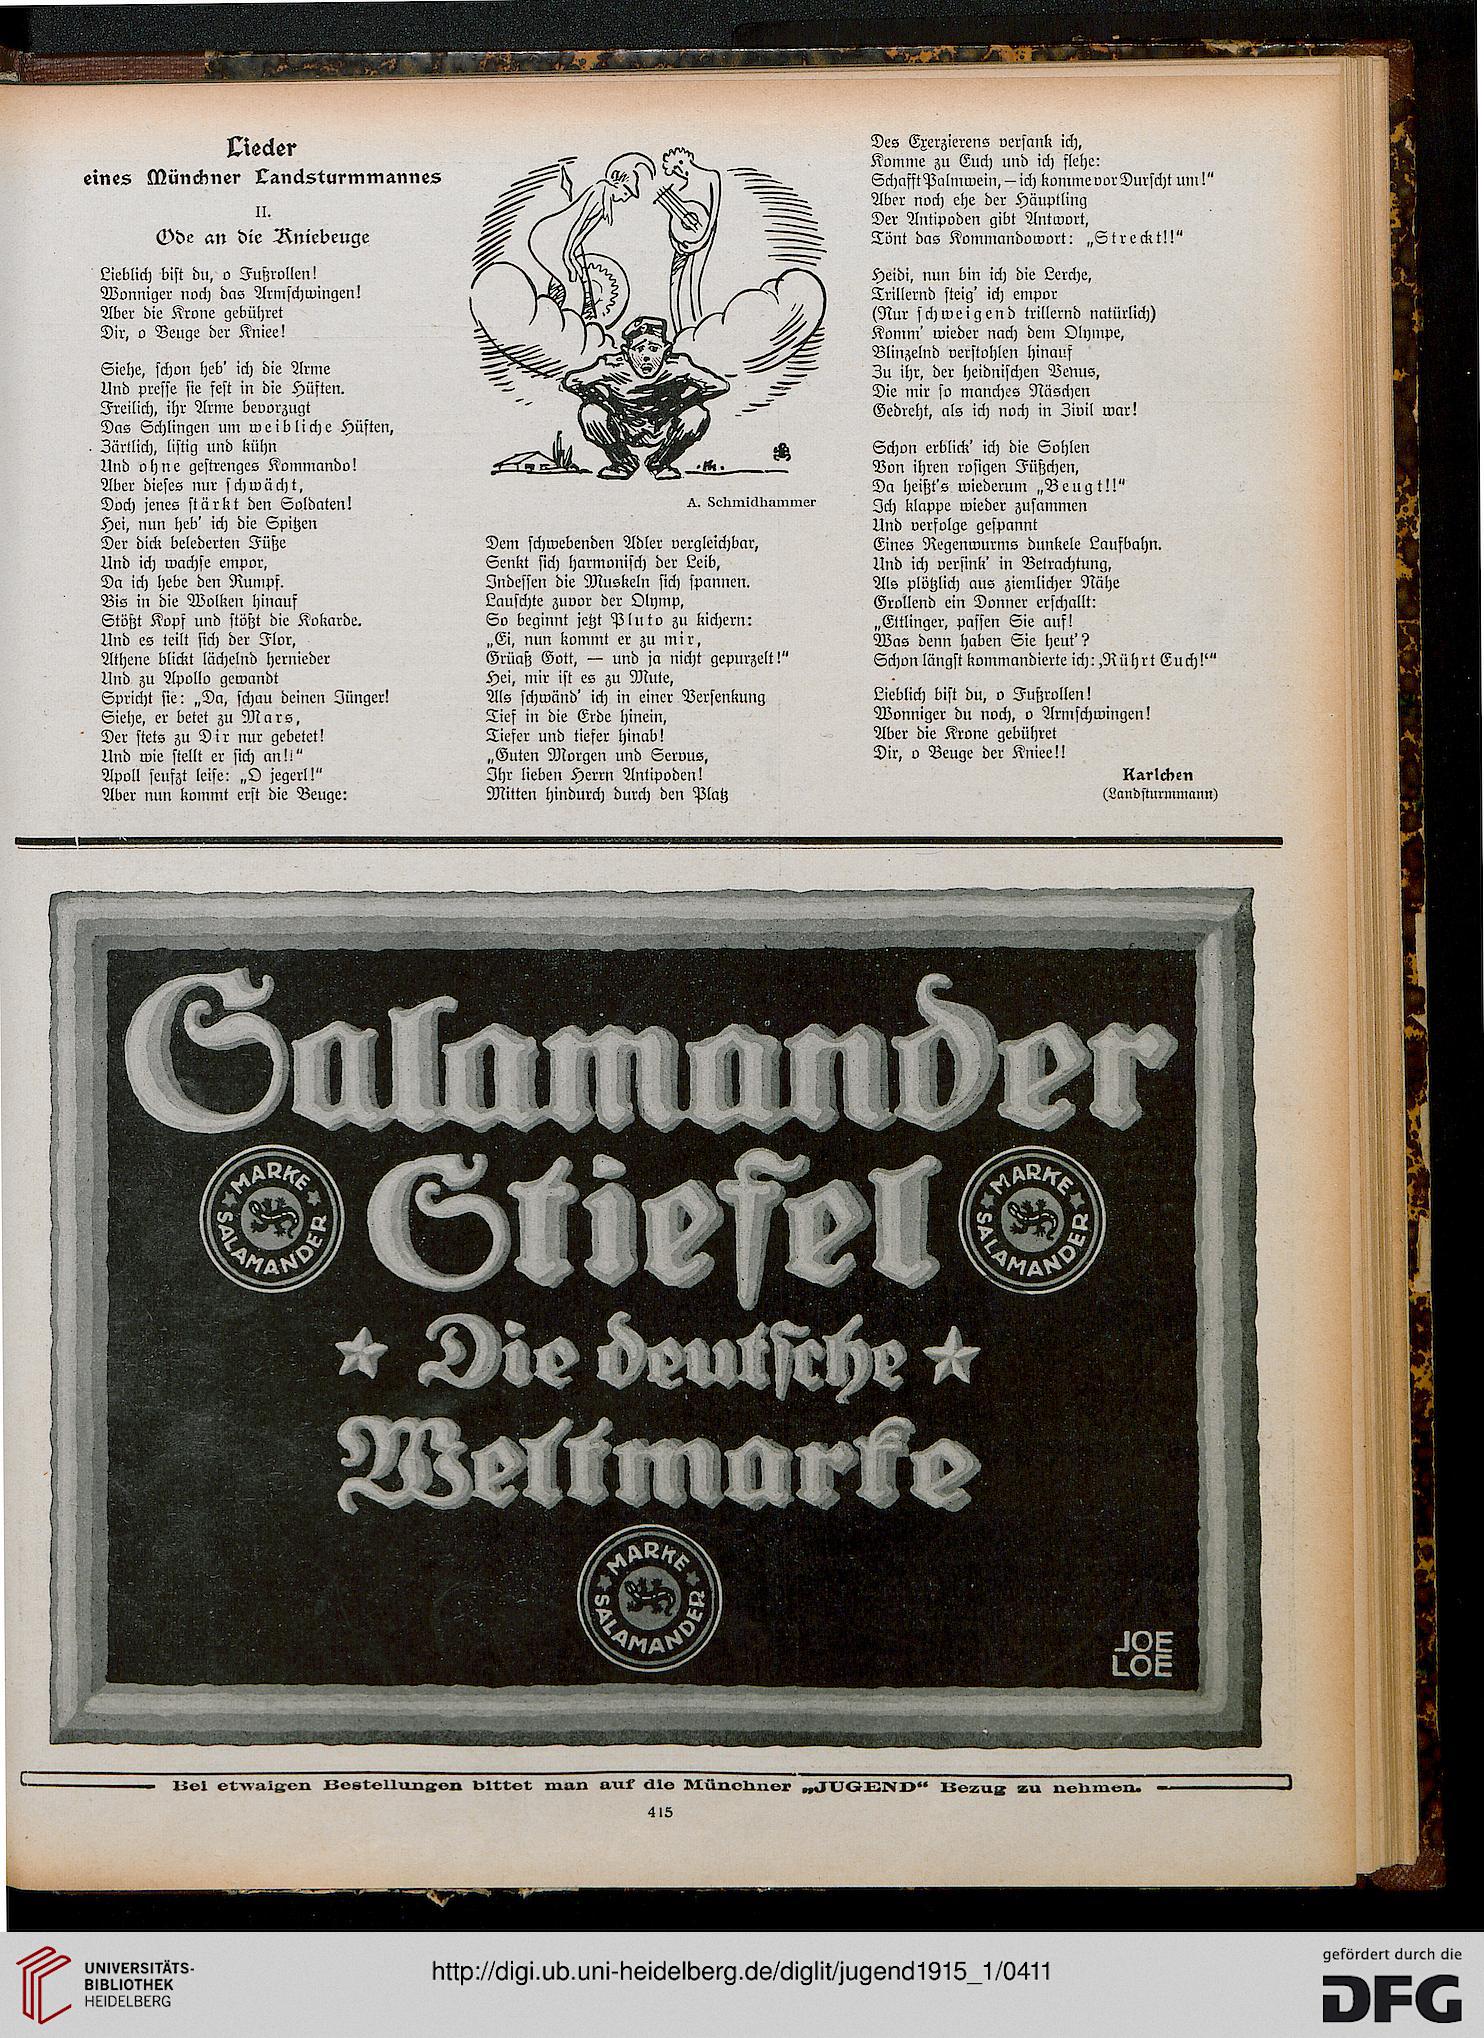 Lieder
eines Münchner Landsturmmannes
II.
Ode an die Kniebeuge
Lieblich bist du, o Fußrollen!
Wonniger noch das Armschwingen!
Aber die Krone gebühret
Dir, o Beuge der Kniee!
Siehe, schon heb' ich die Arme
Und presse sie fest in die Hüften.
Freilich, ihr Arme bevorzugt
Das Schlingen um weibliche Hüften,
Zärtlich, listig und kühn
Und ohne gestrenges Kommando!
Aber dieses nur schwächt,
Doch jenes stärkt den Soldaten!
Hei, nun heb' ich die Spitzen
Der dick belederten Füße
Und ich wachse empor,
Da ich hebe den Rumpf.
Bis in die Wolken hinauf
Stößt Kopf und stößt die Kokarde.
Und es teilt sich der Flor,
Athene blickt lächelnd hernieder
Und zu Apollo gewandt
Spricht sie: „Da, schau deinen Jünger!
Siehe, er betet zu Mars,
Der stets zu Dir nur gebetet!
Und wie stellt er sich an!!“
Apoll seufzt leise: „O jegerl!“
Aber nun kommt erst die Beuge:
A. Schmidhammer
Dem schwebenden Adler vergleichbar,
Senkt sich harmonisch der Leib,
Indessen die Muskeln sich spannen.
Lauschte zuvor der Olymp,
So beginnt jetzt Pluto zu kichern:
„Ei, nun kommt er zu mir,
Grüaß Gott, — und ja nicht gepurzelt!“
Hei, mir ist es zu Mute,
Als schwänd' ich in einer Versenkung
Tief in die Erde hinein,
Tiefer und tiefer hinab!
„Guten Morgen und Servus,
Ihr lieben Herrn Antipoden!
Mitten hindurch durch den Platz
Des Exerzierens versank ich,
Komme zu Euch und ich flehe:
Schafft Palmwein, — ich komme vor Durscht um!“
Aber noch ehe der Häuptling
Der Antipoden gibt Antwort,
Tönt das Kommandowort: „Streckt!!“
Heidi, nun bin ich die Lerche,
Trillernd steig' ich empor
(Nur schweigend trillernd natürlich)
Komm' wieder nach dem Olympe,
Blinzelnd verstohlen hinauf
Zu ihr, der heidnischen Venus,
Die mir so manches Näschen
Gedreht, als ich noch in Zivil war!
Schon erblick' ich die Sohlen
Von ihren rosigen Füßchen,
Da heißt's wiederum „Beugt!!“
Ich klappe wieder zusammen
Und verfolge gespannt
Eines Regenwurms dunkele Laufbahn.
Und ich versink' in Betrachtung,
Als plötzlich aus ziemlicher Nähe
Grollend ein Donner erschallt:
„Ettlinger, passen Sie auf!
Was denn haben Sie heut'?
Schon längst kommandierte ich: ‚Rührt Euch!‘“
Lieblich bist du, o Fußrollen!
Wonniger du noch, o Armschwingen!
Aber die Krone gebühret
Dir, o Beuge der Kniee!!
Karlchen
(Landsturmmann)
Salamander
Stiefel
MARKE SALAMANDER
MARKE SALAMANDER
Die deutsche
Weltmarke
MARKE SALAMANDER
JOE
LOE
Bei etwaigen Bestellungen bittet man auf die Münchner „JUGEND“ Bezug zu nehmen.
415
UNIVERSITÄTS-
BIBLIOTHEK
HEIDELBERG
http://digi.ub.uni-heidelberg.de/diglit/jugend1915_1/0411
gefördert durch die
DFG